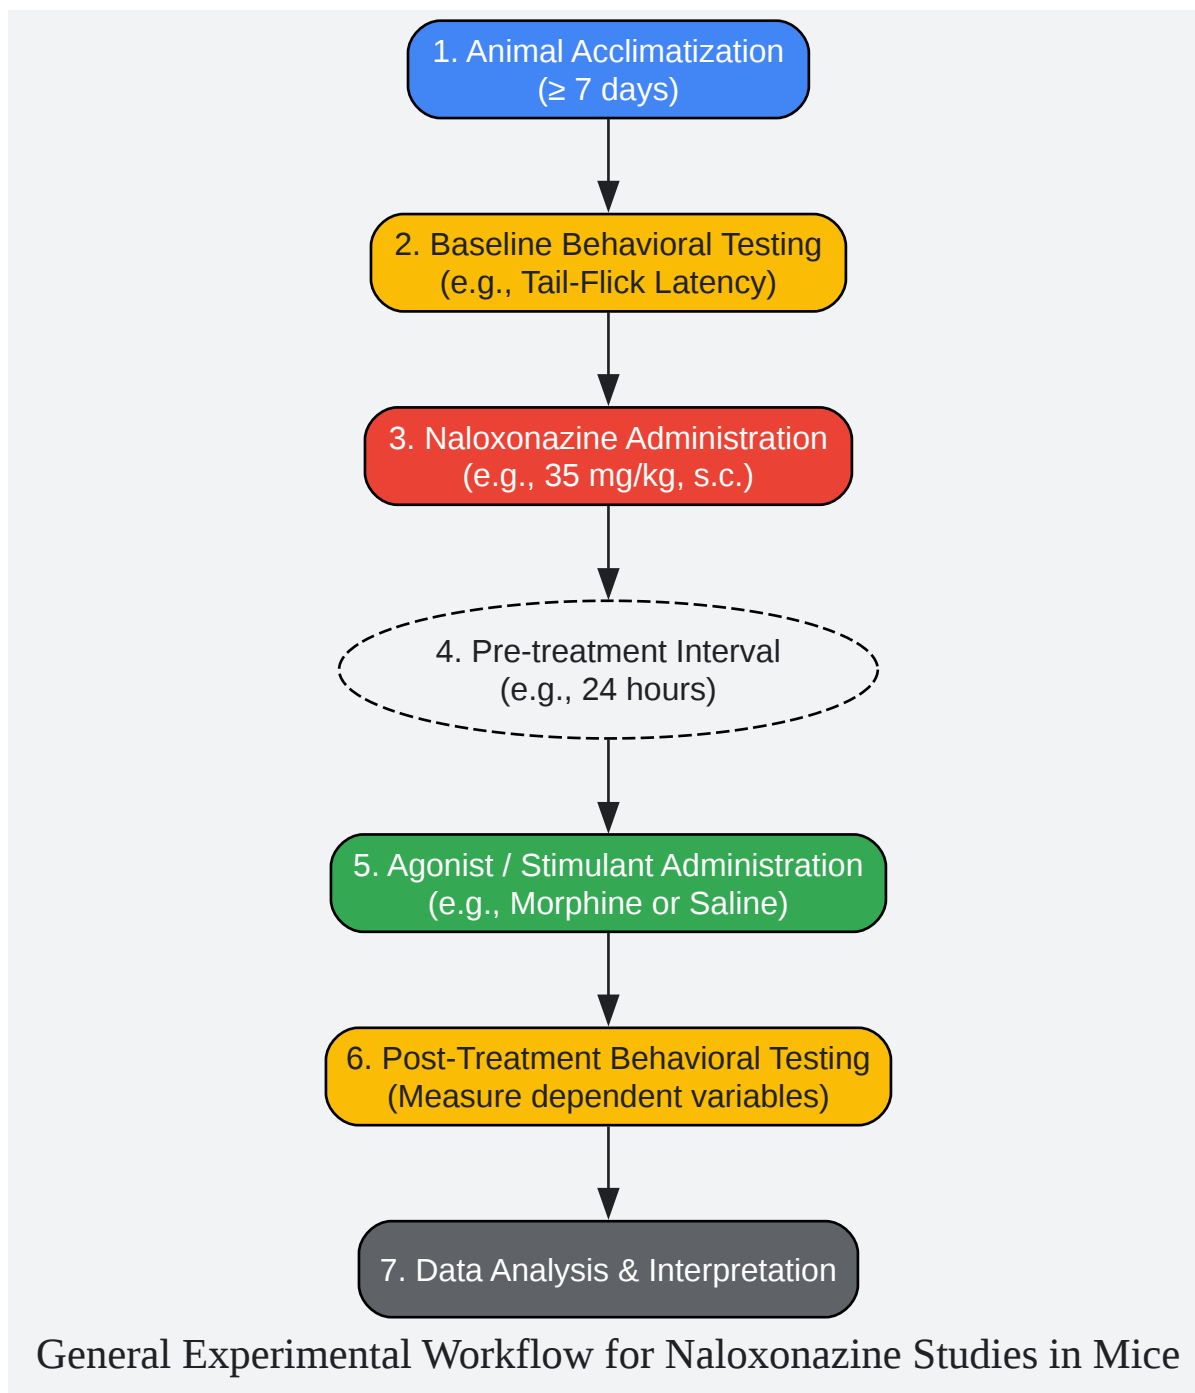 1. Animal Acclimatization
(≥ 7 days)
2. Baseline Behavioral Testing
(e.g., Tail-Flick Latency)
3. Naloxonazine Administration
(e.g., 35 mg/kg, s.c.)
4. Pre-treatment Interval
(e.g., 24 hours)
5. Agonist / Stimulant Administration
(e.g., Morphine or Saline)
6. Post-Treatment Behavioral Testing
(Measure dependent variables)
7. Data Analysis & Interpretation
General Experimental Workflow for Naloxonazine Studies in Mice